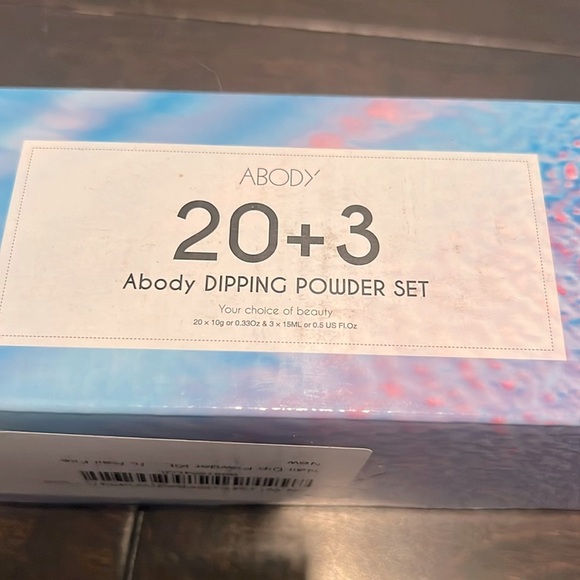 ABODY
20+3
Abody DIPPING POWDER SET
Your choice of beauty
20 x 10g or 0.33Oz & 3 x 15ML or 0.5 US Fl.Oz
New